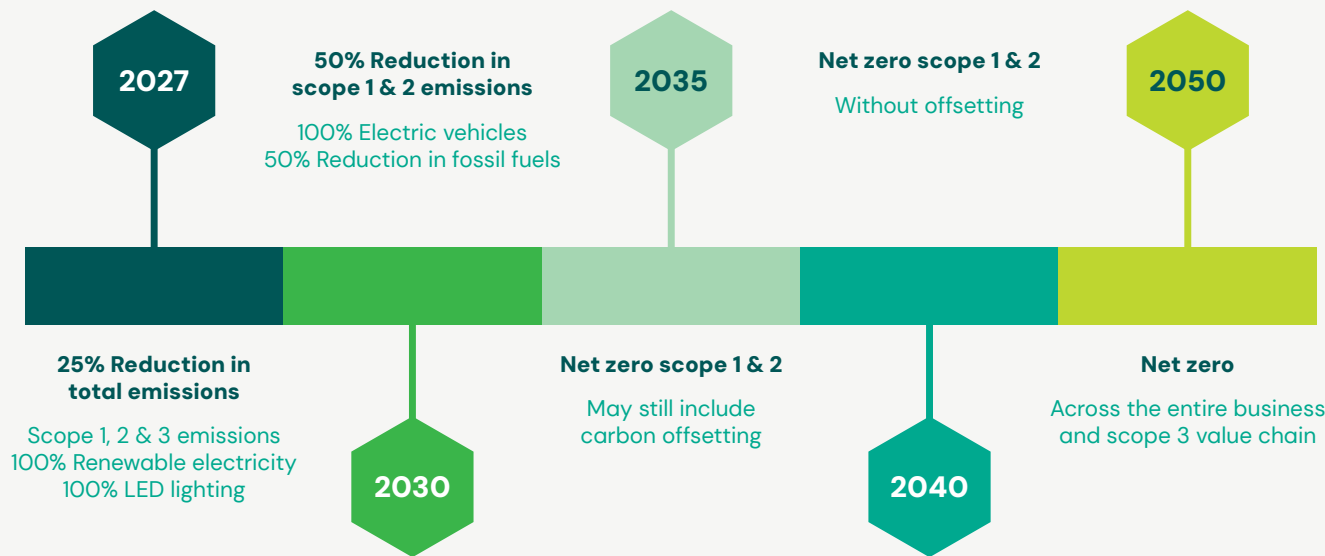 2027
25% Reduction in
total emissions
Scope 1, 2 & 3 emissions
100% Renewable electricity
100% LED lighting
50% Reduction in
scope 1 & 2 emissions
100% Electric vehicles
50% Reduction in fossil fuels
2030
2035
Net zero scope 1 & 2
May still include
carbon offsetting
Net zero scope 1 & 2
Without offsetting
2040
2050
Net zero
Across the entire business
and scope 3 value chain